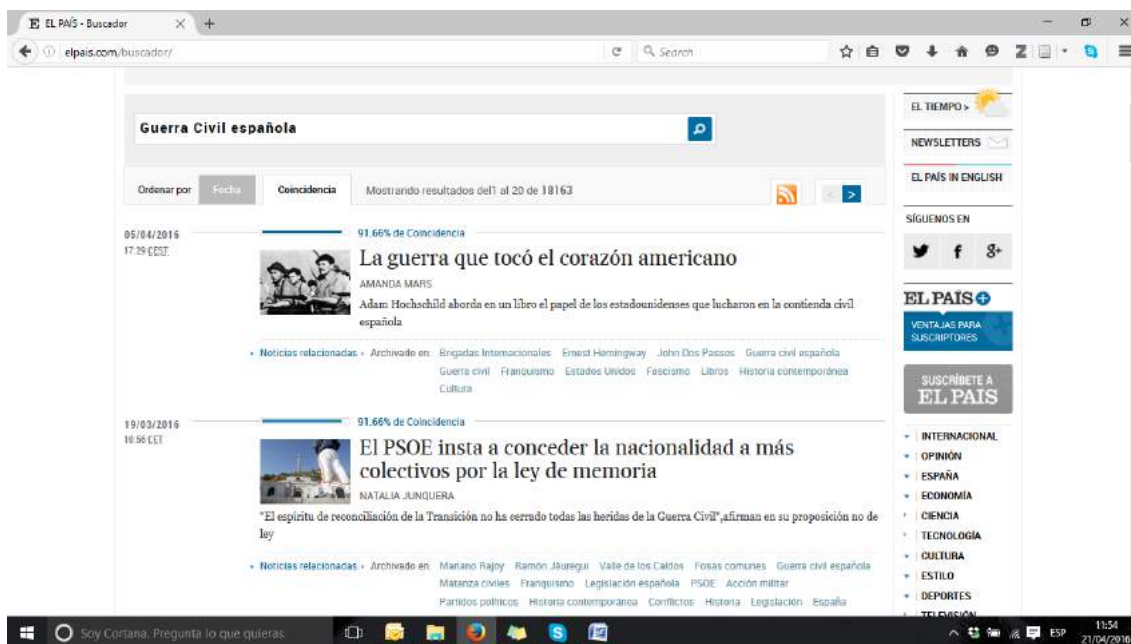 EL PAÍS - Buscador
elpais.com/buscador/
Search
ESP
Guerra Civil española
Ordenar por Fecha Coincidencia Mostrando resultados del1 al 20 de 18163
05/04/2016
17:29 CEST
91.66% de Coincidencia
La guerra que tocó el corazón americano
AMANDA MARS
Adam Hochschild aborda en un libro el papel de los estadounidenses que lucharon en la contienda civil
española
Noticias relacionadas Archivado en: Brigadas Internacionales Ernest Hemingway John Dos Passos Guerra civil española
Guerra civil Franquismo Estados Unidos Fascismo Libros Historia contemporánea
Cultura
19/03/2016
10:56 CET
91.66% de Coincidencia
El PSOE insta a conceder la nacionalidad a más
colectivos por la ley de memoria
NATALIA JUNQUERA
"El espíritu de reconciliación de la Transición no ha cerrado todas las heridas de la Guerra Civil",afirman en su proposición no de
ley
Noticias relacionadas Archivado en: Mariano Rajoy Ramón Jáuregui Valle de los Caídos Fosas comunes Guerra civil española
Matanza civiles Franquismo Legislación española PSOE Acción militar
Partidos políticos Historia contemporánea Conflictos Historia Legislación España
EL TIEMPO >
NEWSLETTERS
EL PAÍS IN ENGLISH
SÍGUENOS EN
EL PAÍS+
VENTAJAS PARA
SUSCRIPTORES
SUSCRÍBETE A
EL PAÍS
INTERNACIONAL
OPINIÓN
ESPAÑA
ECONOMÍA
CIENCIA
TECNOLOGÍA
CULTURA
ESTILO
DEPORTES
TELEVISIÓN
Soy Cortana. Pregunta lo que quieras.
11:54
21/04/2016